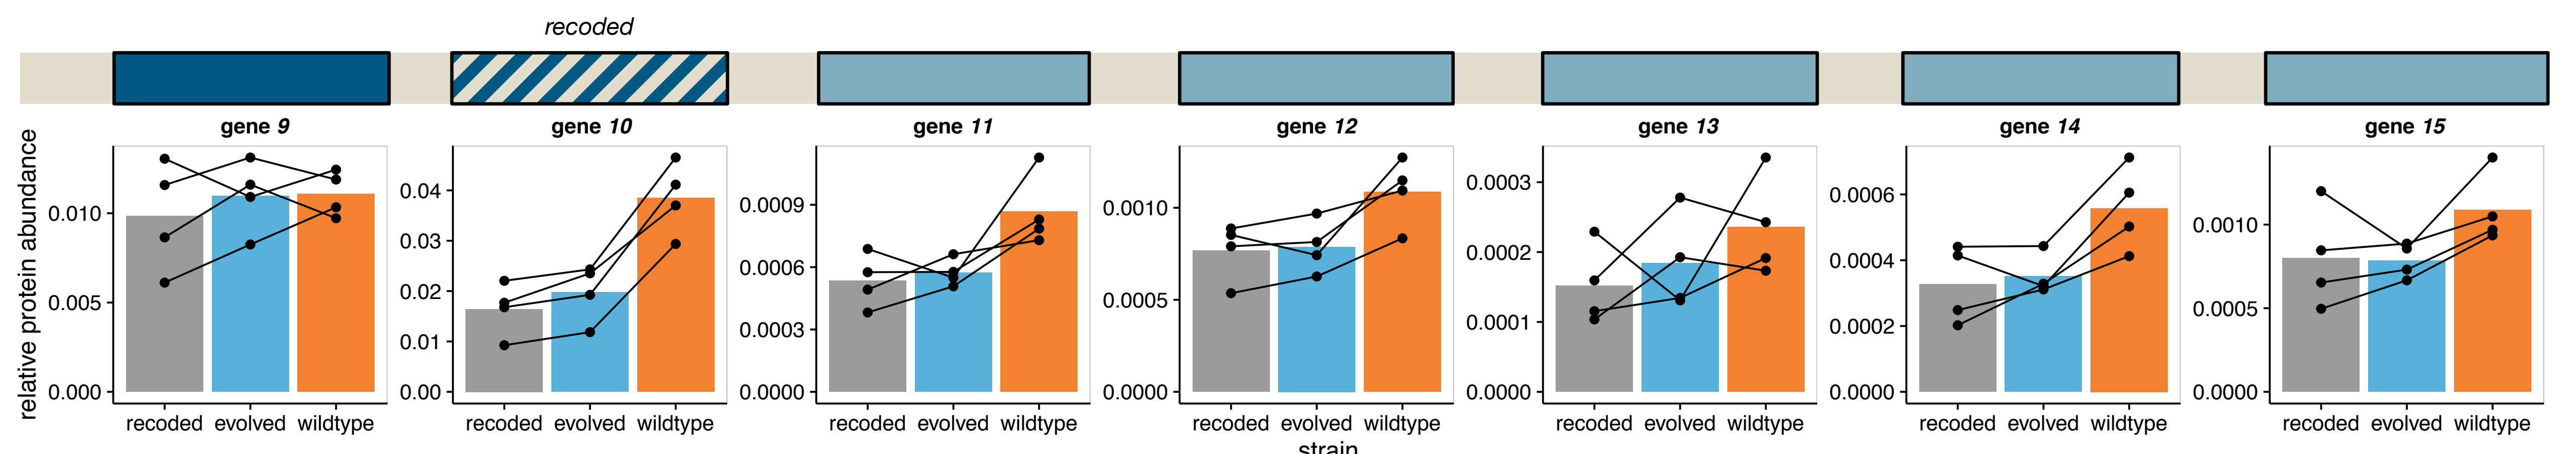 recoded
gene 9
gene 10
gene 11
gene 12
gene 13
gene 14
gene 15
relative protein abundance
0.010
0.005
0.000
recoded evolved wildtype
0.04
0.03
0.02
0.01
0.00
recoded evolved wildtype
0.0009
0.0006
0.0003
0.0000
recoded evolved wildtype
0.0010
0.0005
0.0000
recoded evolved wildtype
0.0003
0.0002
0.0001
0.0000
recoded evolved wildtype
0.0006
0.0004
0.0002
0.0000
recoded evolved wildtype
0.0010
0.0005
0.0000
recoded evolved wildtype
strain